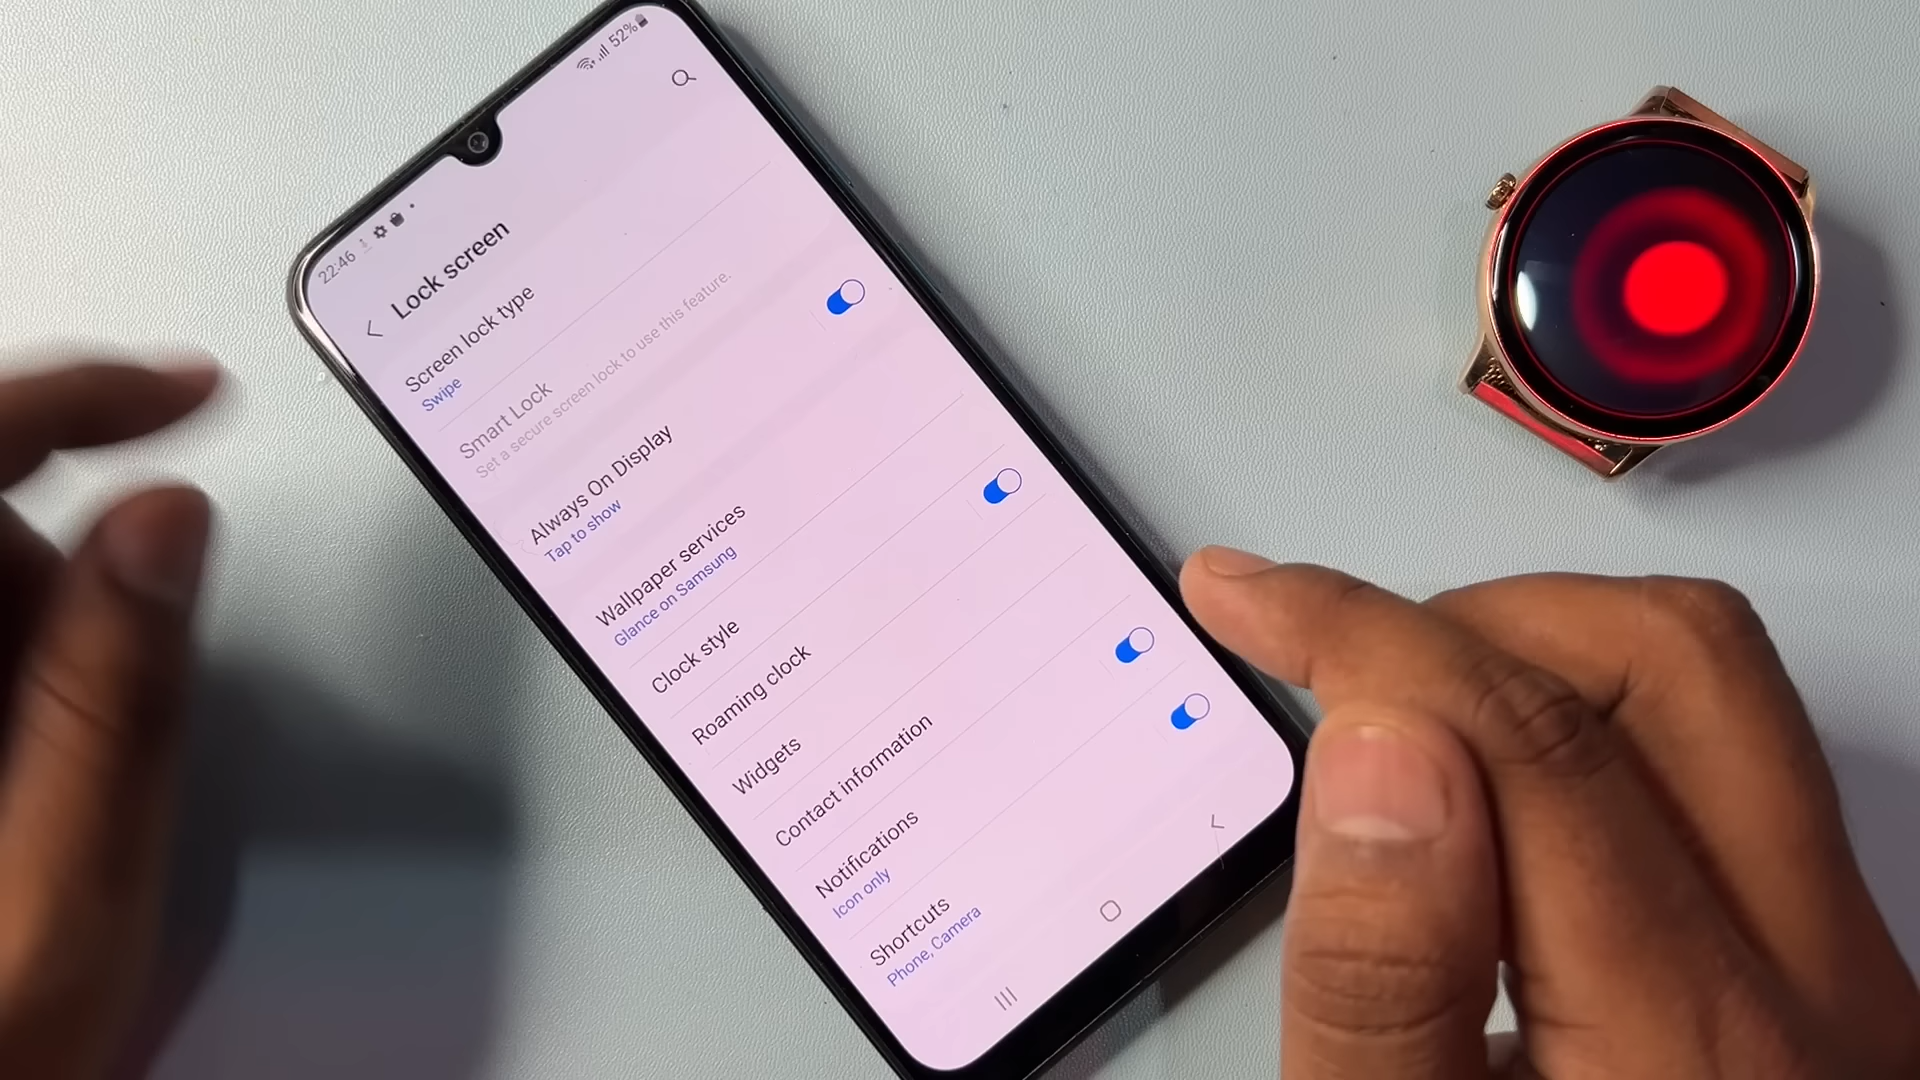 22:46
52%
Lock screen
Screen lock type
Swipe
Smart Lock
Set a secure screen lock to use this feature.
Always On Display
Tap to show
Wallpaper services
Glance on Samsung
Clock style
Roaming clock
Widgets
Contact information
Notifications
Icon only
Shortcuts
Phone, Camera